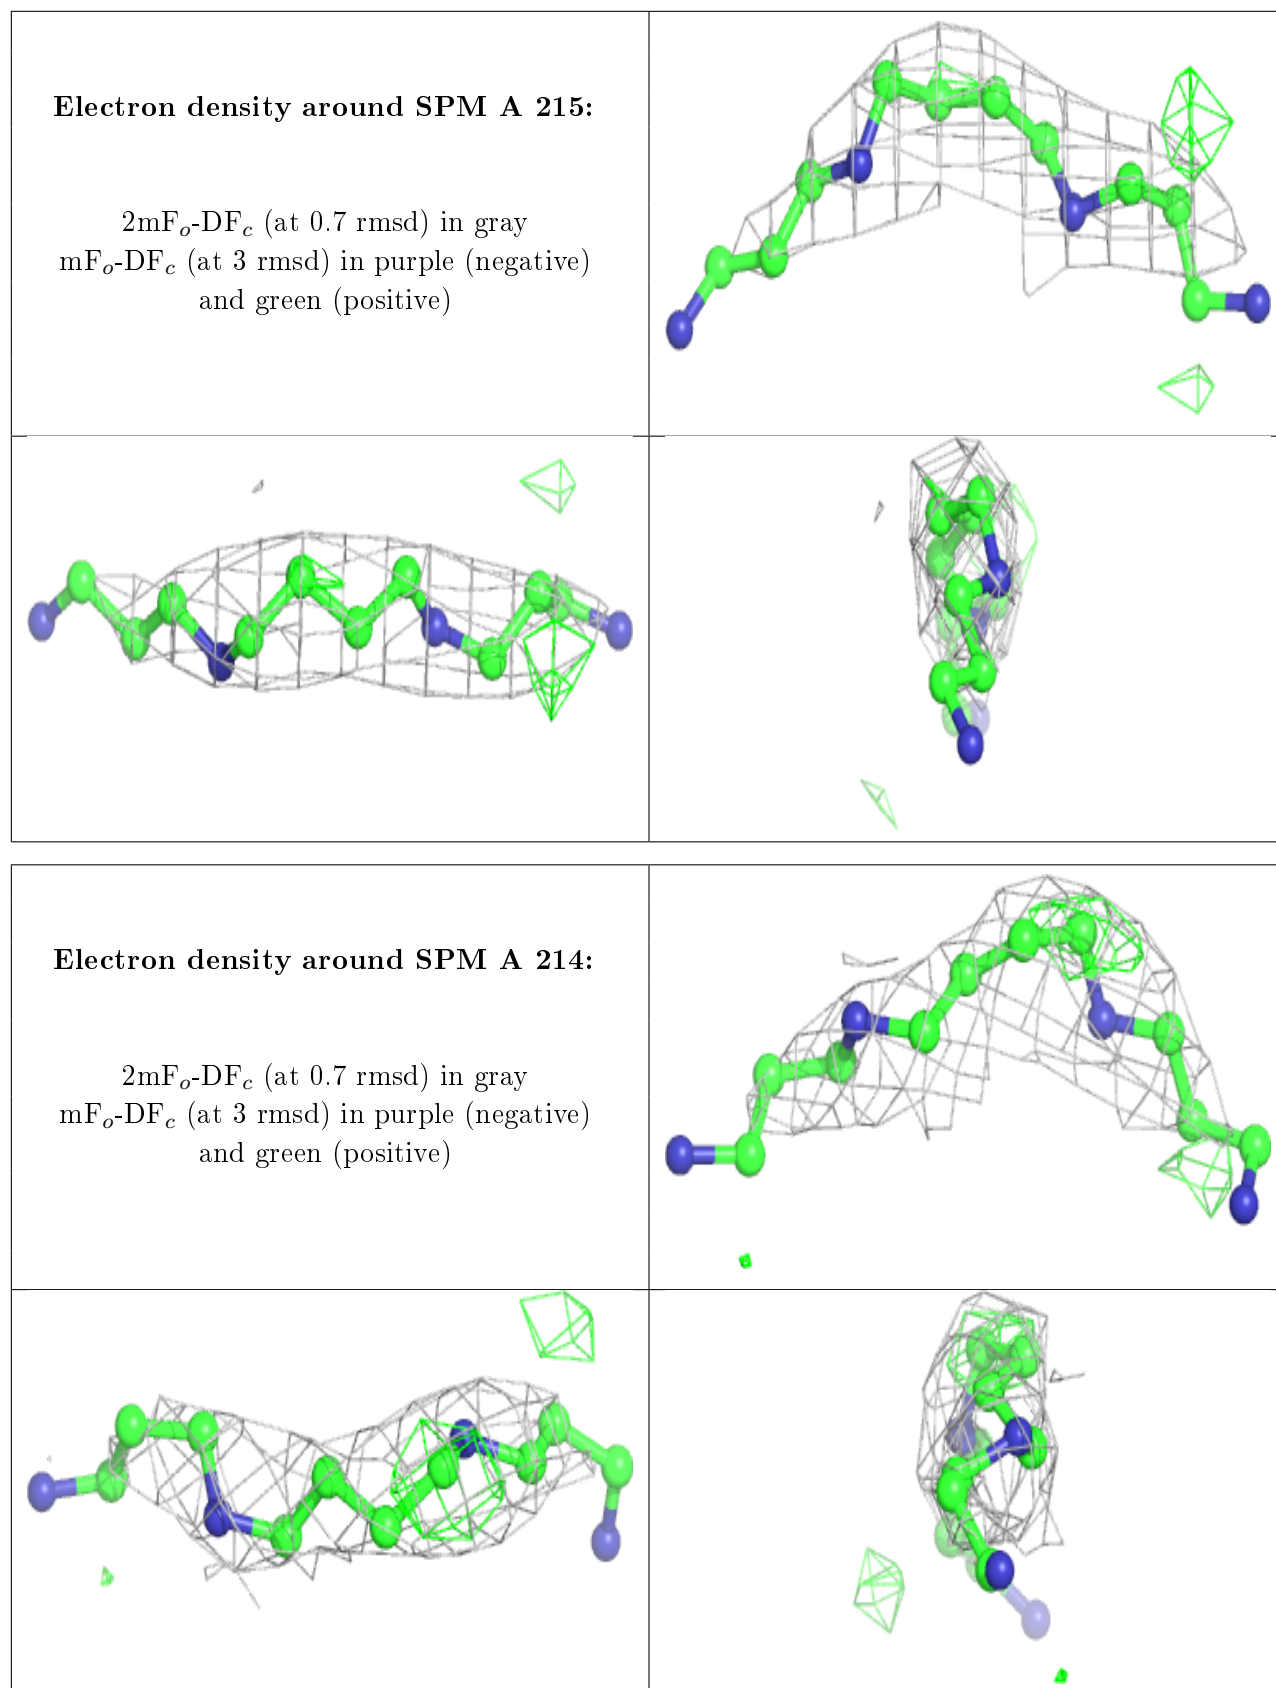 Electron density around SPM A 215:
2mFo-DFc (at 0.7 rmsd) in gray
mFo-DFc (at 3 rmsd) in purple (negative)
and green (positive)
Electron density around SPM A 214:
2mFo-DFc (at 0.7 rmsd) in gray
mFo-DFc (at 3 rmsd) in purple (negative)
and green (positive)